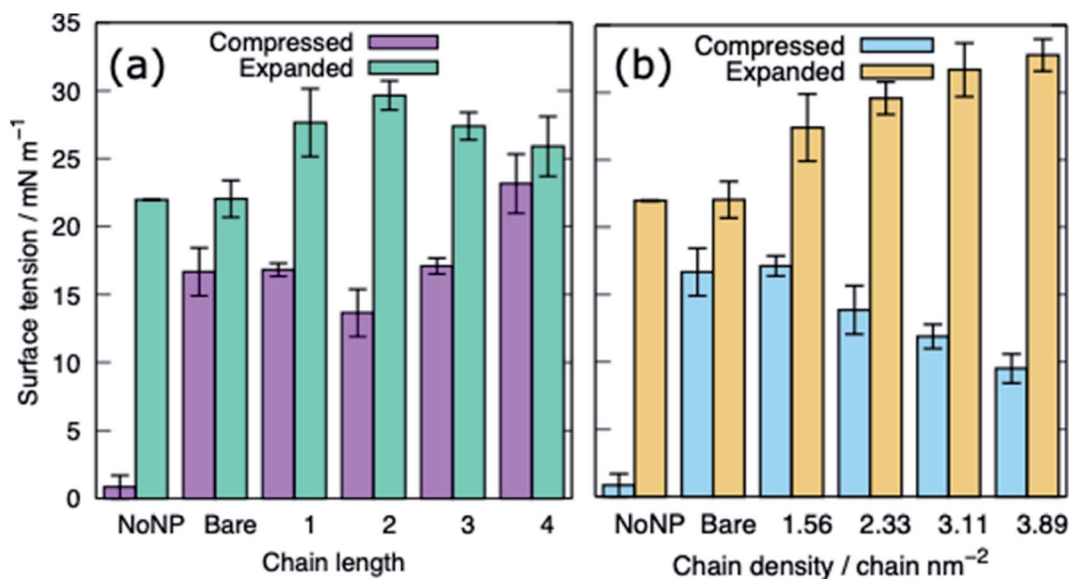 (a)
Compressed
Expanded
Surface tension / mN m⁻¹
35
30
25
20
15
10
5
0
NoNP Bare 1 2 3 4
Chain length
(b)
Compressed
Expanded
NoNP Bare 1.56 2.33 3.11 3.89
Chain density / chain nm⁻²